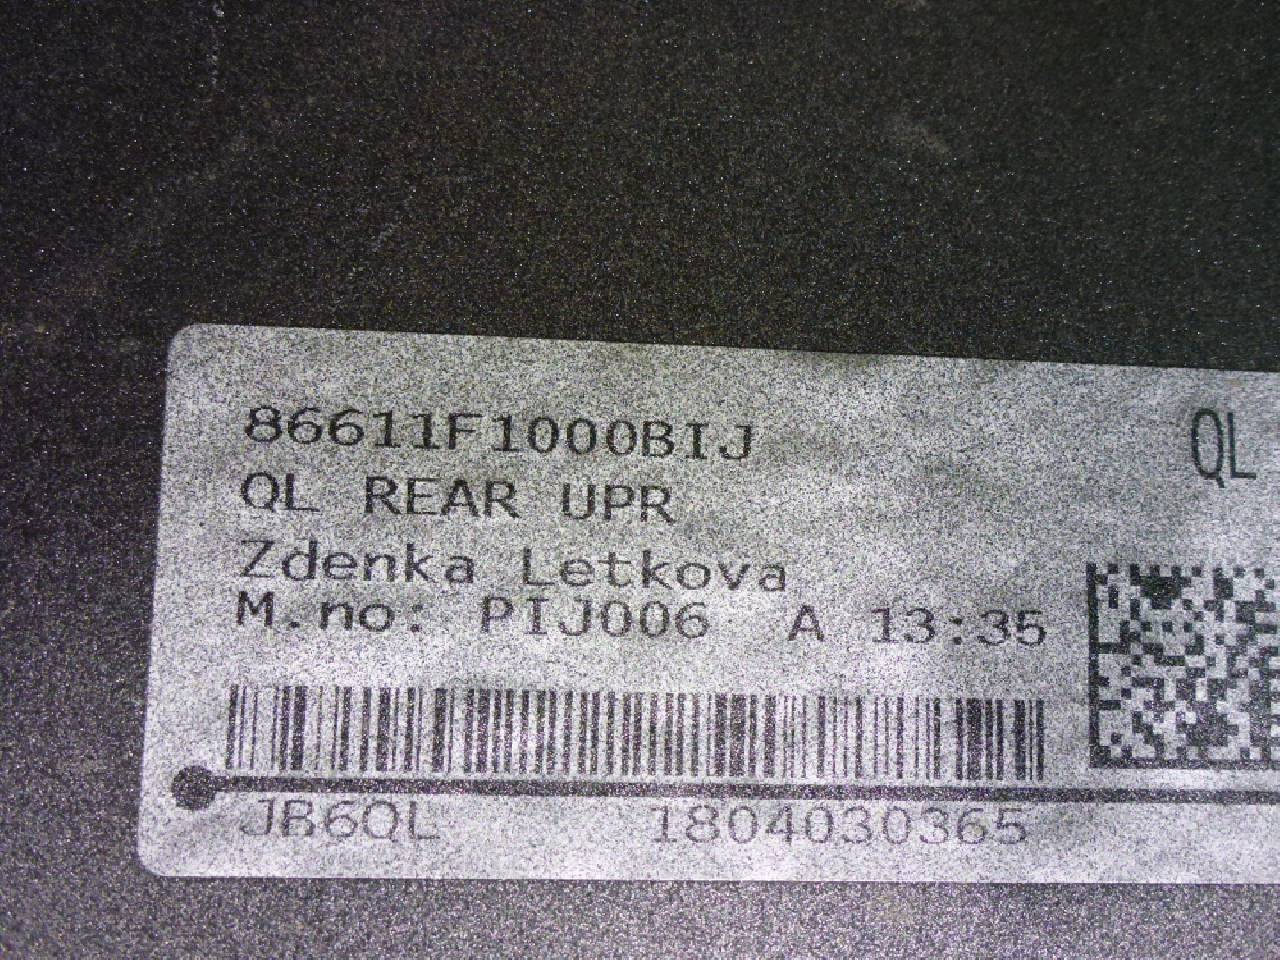 86611F1000BIJ
QL
QL REAR UPR
Zdenka Letkova
M.no: PIJ006 A 13:35
JB6QL 1804030365